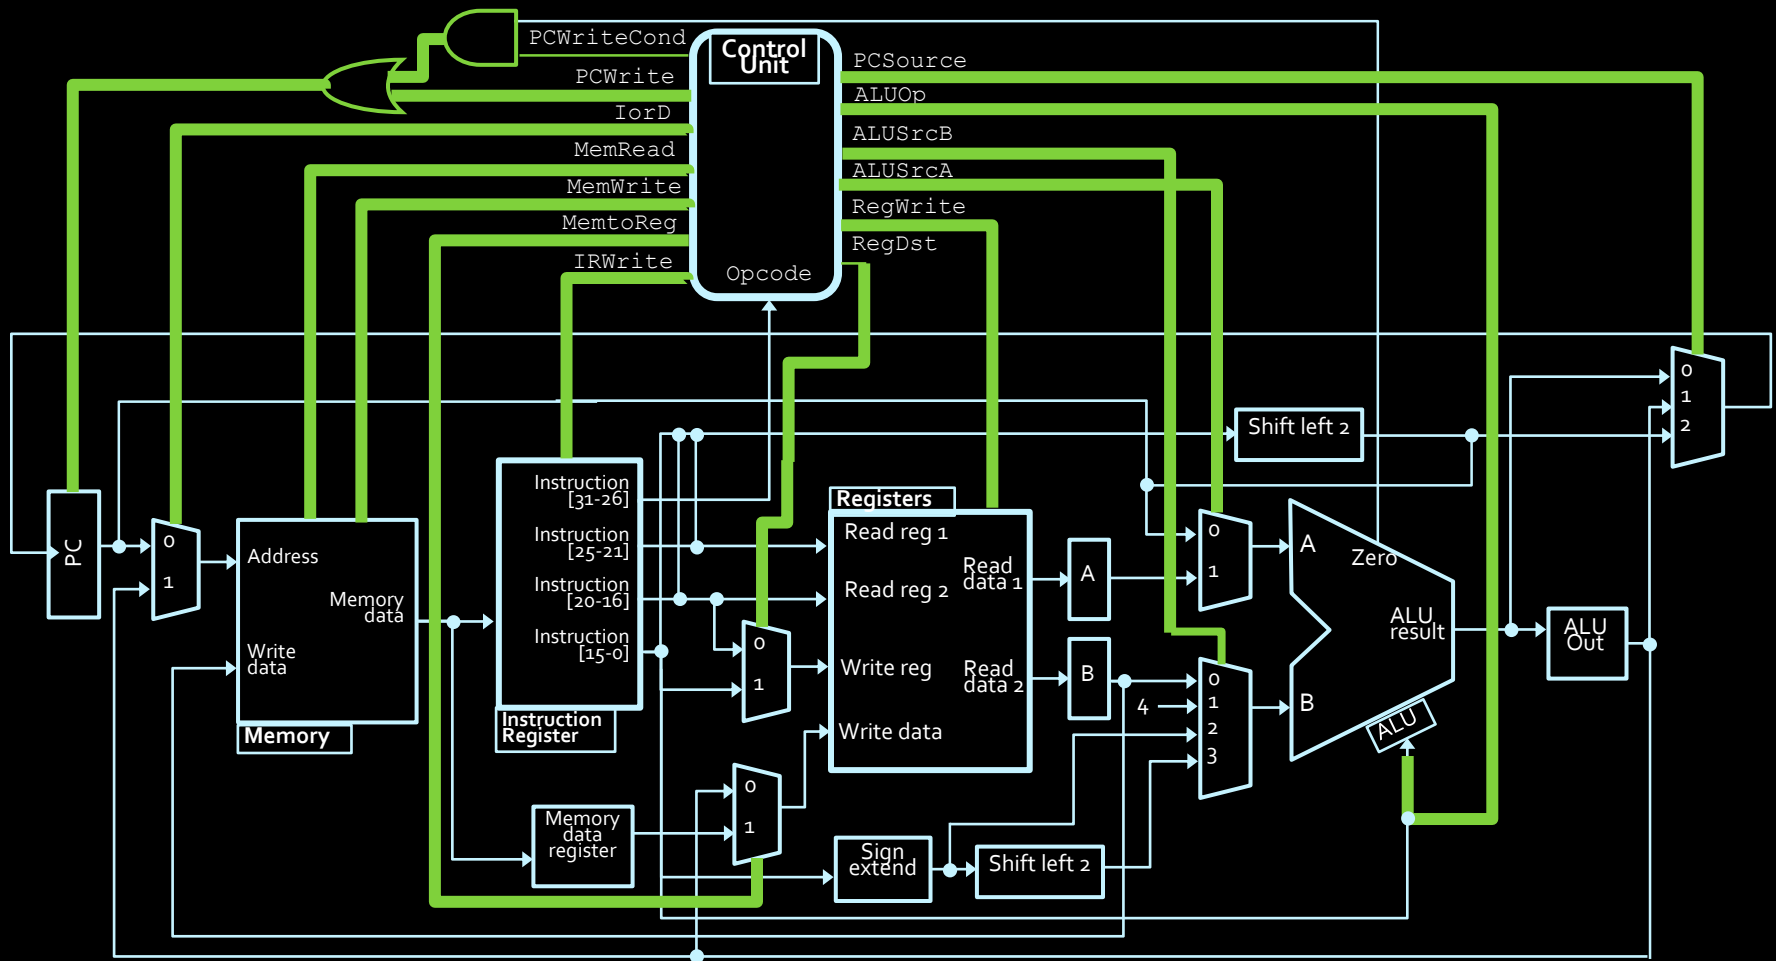 PCWriteCond
PCWrite
IorD
MemRead
MemWrite
MemtoReg
IRWrite
Control
Unit
Opcode
PCSource
ALUOp
ALUSrcB
ALUSrcA
RegWrite
RegDst
0
1
2
Shift left 2
PC
0
1
Address
Memory
data
Write
data
Memory
Instruction
[31-26]
Instruction
[25-21]
Instruction
[20-16]
Instruction
[15-0]
Instruction
Register
0
1
Registers
Read reg 1
Read reg 2
Write reg
Write data
Read
data 1
Read
data 2
A
B
4
0
1
0
1
2
3
A
B
Zero
ALU
result
ALU
ALU
Out
Memory
data
register
0
1
Sign
extend
Shift left 2